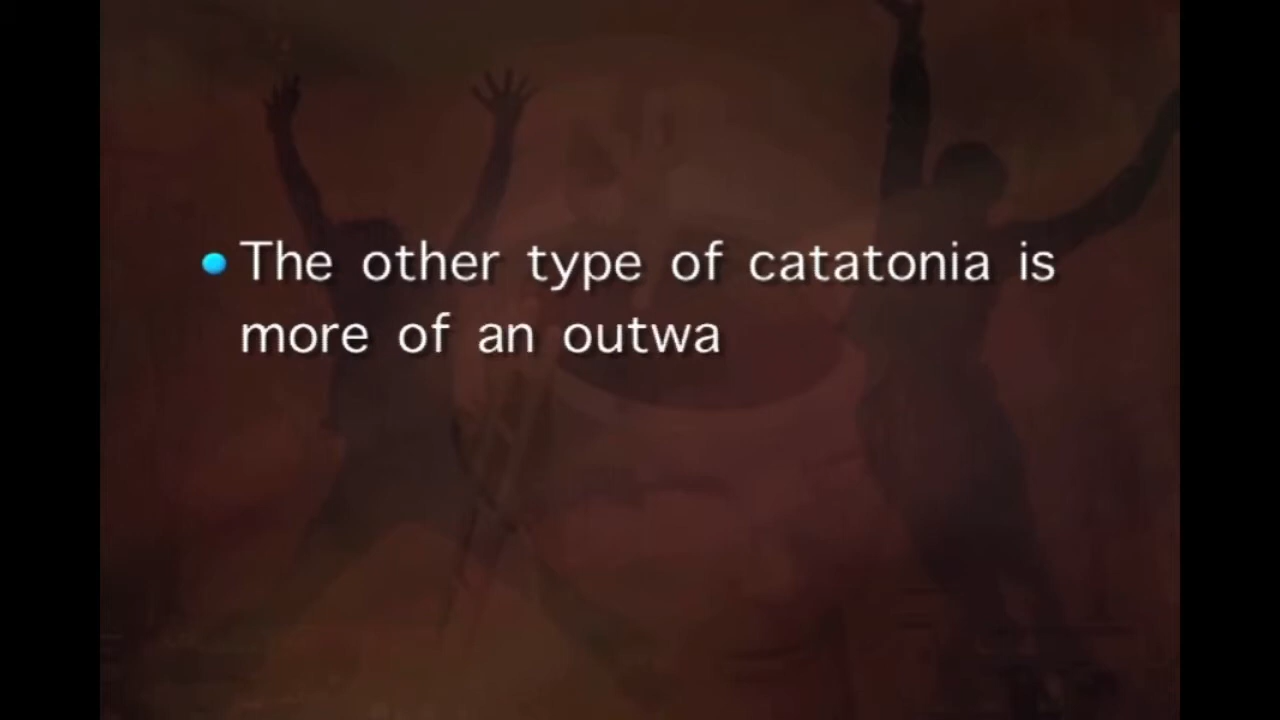 The other type of catatonia is
more of an outwa